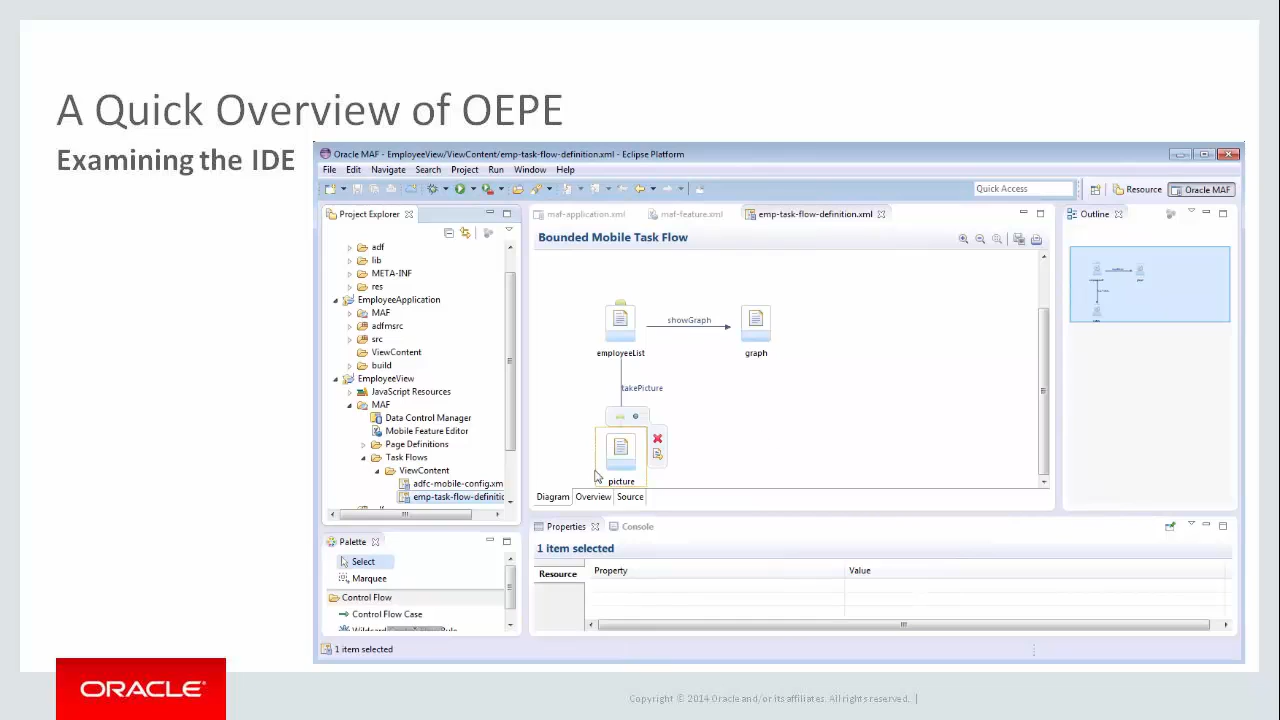 A Quick Overview of OEPE
Examining the IDE
Oracle MAF - EmployeeView/ViewContent/emp-task-flow-definition.xml - Eclipse Platform
File Edit Navigate Search Project Run Window Help
Quick Access
Resource
Oracle MAF
Project Explorer
adf
lib
META-INF
res
EmployeeApplication
MAF
adfmsrc
src
ViewContent
build
EmployeeView
JavaScript Resources
MAF
Data Control Manager
Mobile Feature Editor
Page Definitions
Task Flows
ViewContent
adfc-mobile-config.xm
emp-task-flow-definitic
Palette
Select
Marquee
Control Flow
Control Flow Case
1 item selected
maf-application.xml maf-feature.xml emp-task-flow-definition.xml
Bounded Mobile Task Flow
showGraph
employeeList
graph
takePicture
picture
Diagram Overview Source
Outline
Properties Console
1 item selected
Resource
Property Value
ORACLE
Copyright © 2014 Oracle and/or its affiliates. All rights reserved. |